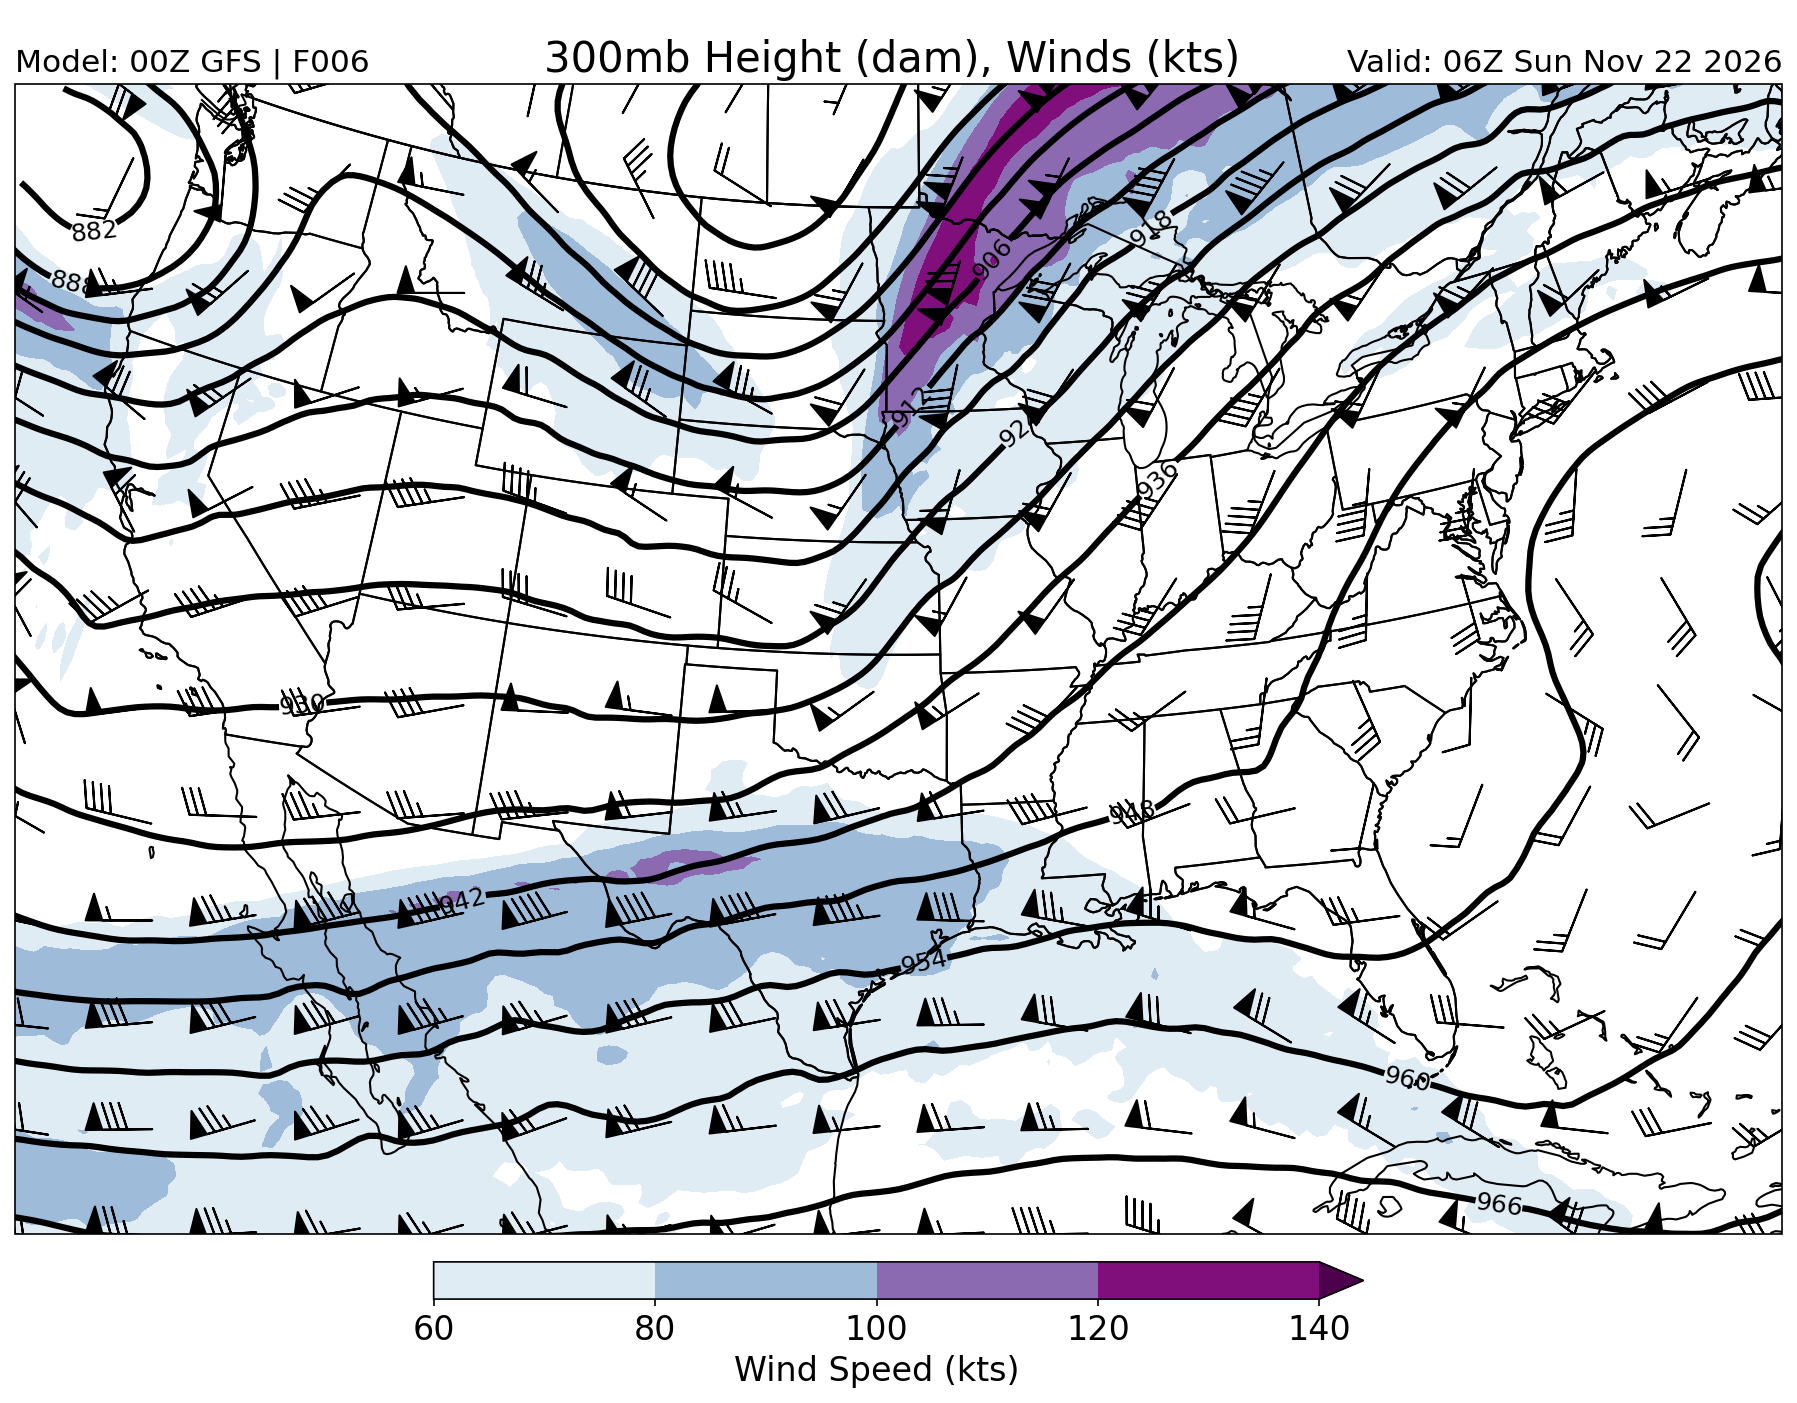 Model: 00Z GFS | F006
300mb Height (dam), Winds (kts)
Valid: 06Z Sun Nov 22 2026
882
888
918
906
912
924
936
930
948
942
954
960
966
60 80 100 120 140
Wind Speed (kts)